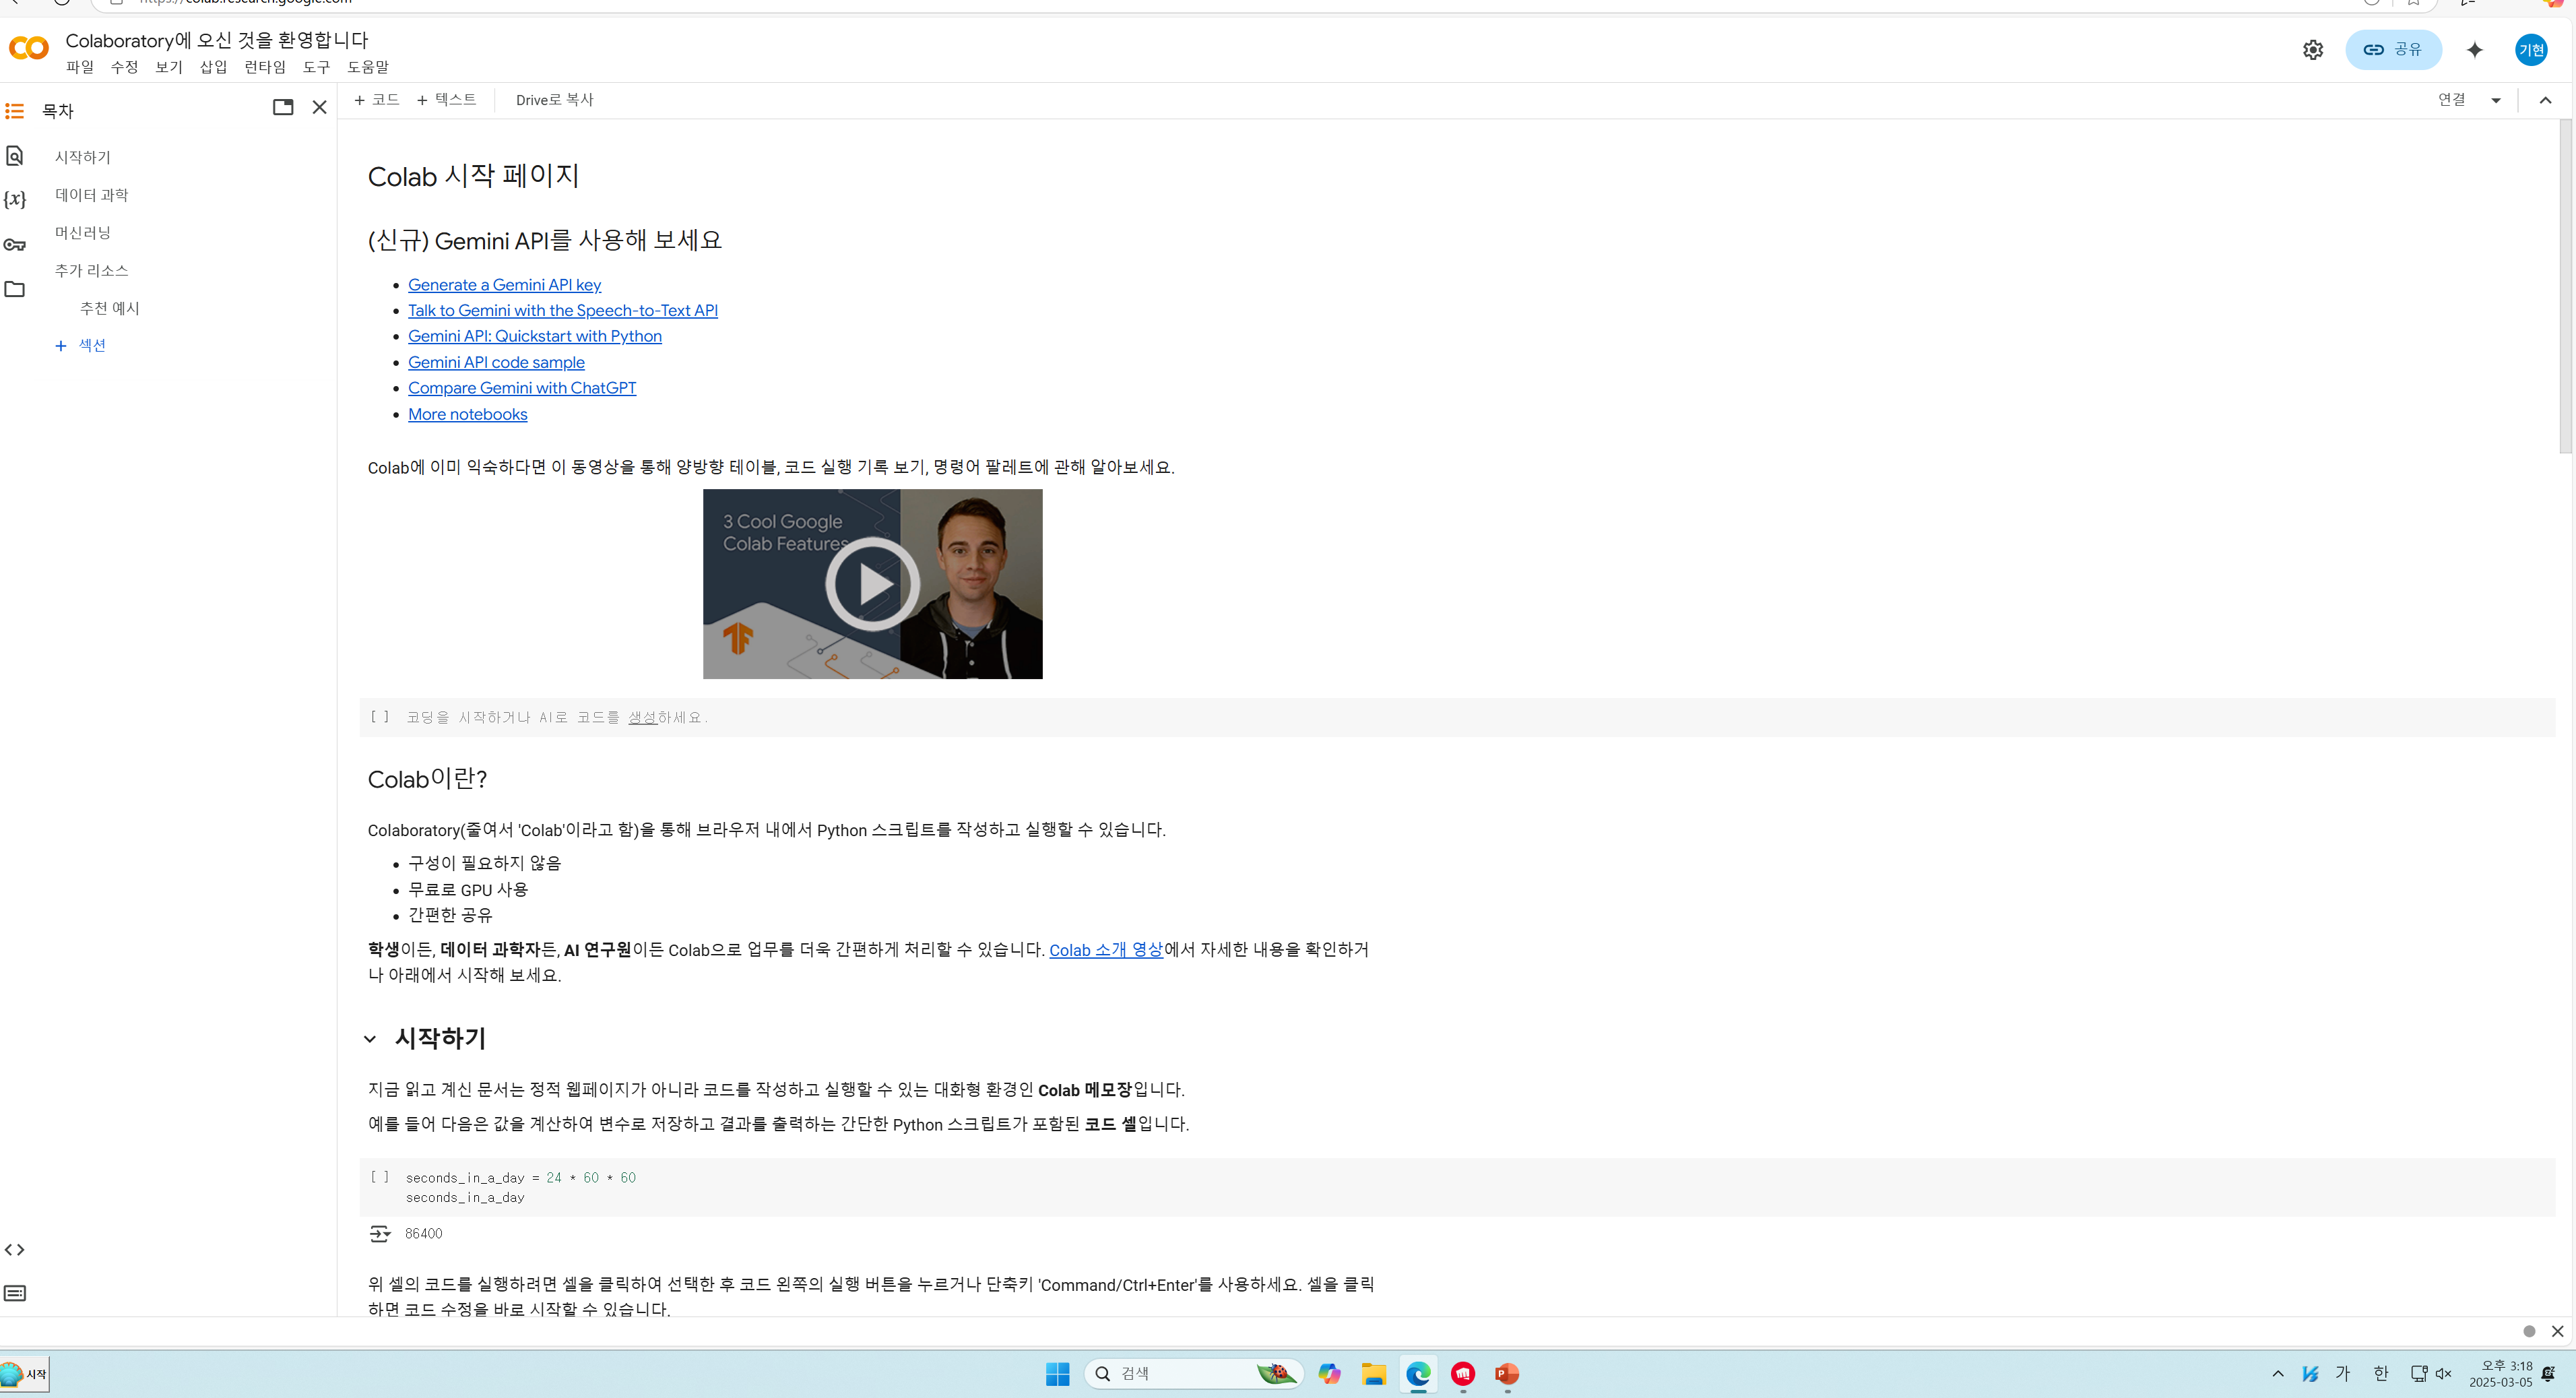 https://colab.research.google.com
Colaboratory에 오신 것을 환영합니다
파일 수정 보기 삽입 런타임 도구 도움말
공유
기현
목차
+ 코드 + 텍스트 Drive로 복사
연결
시작하기
데이터 과학
머신러닝
추가 리소스
추천 예시
+ 섹션
Colab 시작 페이지
(신규) Gemini API를 사용해 보세요
Generate a Gemini API key
Talk to Gemini with the Speech-to-Text API
Gemini API: Quickstart with Python
Gemini API code sample
Compare Gemini with ChatGPT
More notebooks
Colab에 이미 익숙하다면 이 동영상을 통해 양방향 테이블, 코드 실행 기록 보기, 명령어 팔레트에 관해 알아보세요.
3 Cool Google
Colab Features
[ ] 코딩을 시작하거나 AI로 코드를 생성하세요.
Colab이란?
Colaboratory(줄여서 'Colab'이라고 함)을 통해 브라우저 내에서 Python 스크립트를 작성하고 실행할 수 있습니다.
구성이 필요하지 않음
무료로 GPU 사용
간편한 공유
학생이든, 데이터 과학자든, AI 연구원이든 Colab으로 업무를 더욱 간편하게 처리할 수 있습니다. Colab 소개 영상에서 자세한 내용을 확인하거
나 아래에서 시작해 보세요.
시작하기
지금 읽고 계신 문서는 정적 웹페이지가 아니라 코드를 작성하고 실행할 수 있는 대화형 환경인 Colab 메모장입니다.
예를 들어 다음은 값을 계산하여 변수로 저장하고 결과를 출력하는 간단한 Python 스크립트가 포함된 코드 셀입니다.
[ ] seconds_in_a_day = 24 * 60 * 60
seconds_in_a_day
86400
위 셀의 코드를 실행하려면 셀을 클릭하여 선택한 후 코드 왼쪽의 실행 버튼을 누르거나 단축키 'Command/Ctrl+Enter'를 사용하세요. 셀을 클릭
하면 코드 수정을 바로 시작할 수 있습니다.
시작
검색
가 한
오후 3:18
2025-03-05